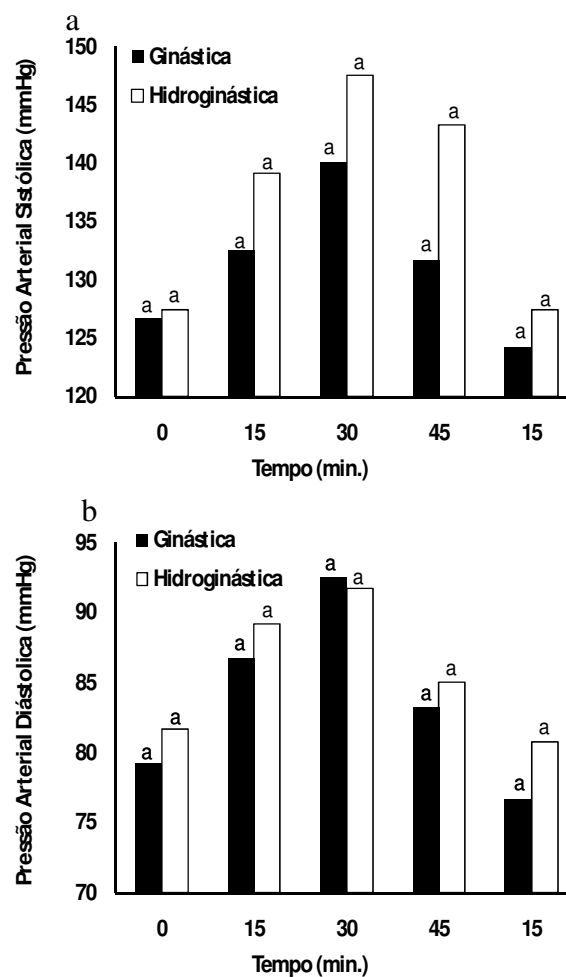 a
Pressão Arterial Sistólica (mmHg)
150
145
140
135
130
125
120
Ginástica
Hidroginástica
a a a a a a a a a a
0 15 30 45 15
Tempo (min.)
b
Pressão Arterial Diástolica (mmHg)
95
90
85
80
75
70
Ginástica
Hidroginástica
a a a a a a a a a a
0 15 30 45 15
Tempo (min.)